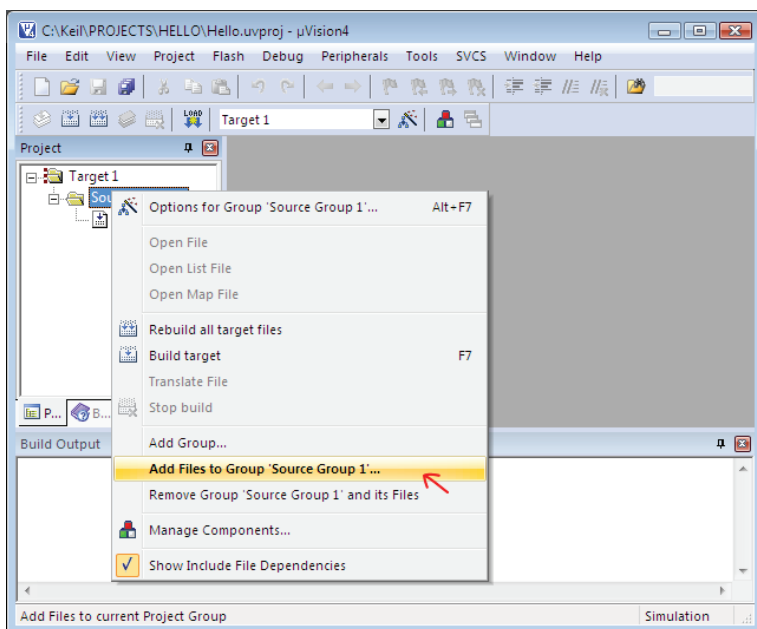 C:\Keil\PROJECTS\HELLO\Hello.uvproj - µVision4
File Edit View Project Flash Debug Peripherals Tools SVCS Window Help
LOAD Target 1
Project
Target 1
Sou
Options for Group 'Source Group 1'... Alt+F7
Open File
Open List File
Open Map File
Rebuild all target files
Build target F7
Translate File
Stop build
P... B...
Add Group...
Build Output
Add Files to Group 'Source Group 1'...
Remove Group 'Source Group 1' and its Files
Manage Components...
Show Include File Dependencies
Add Files to current Project Group Simulation